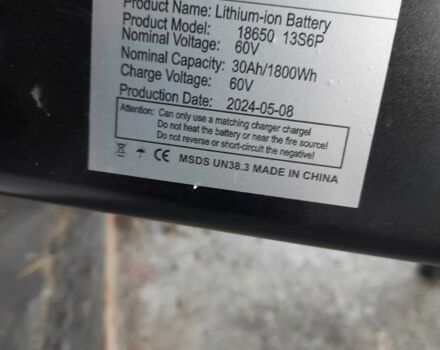 Product Name: Lithium-ion Battery
Product Model: 18650 13S6P
Nominal Voltage: 60V
Nominal Capacity: 30Ah/1800Wh
Charge Voltage: 60V
Production Date: 2024-05-08
Attention: Can only use a matching charger charge!
Do not heat the battery or near the fire source!
Do not reverse or short-circuit the negative!
CE MSDS UN38.3 MADE IN CHINA